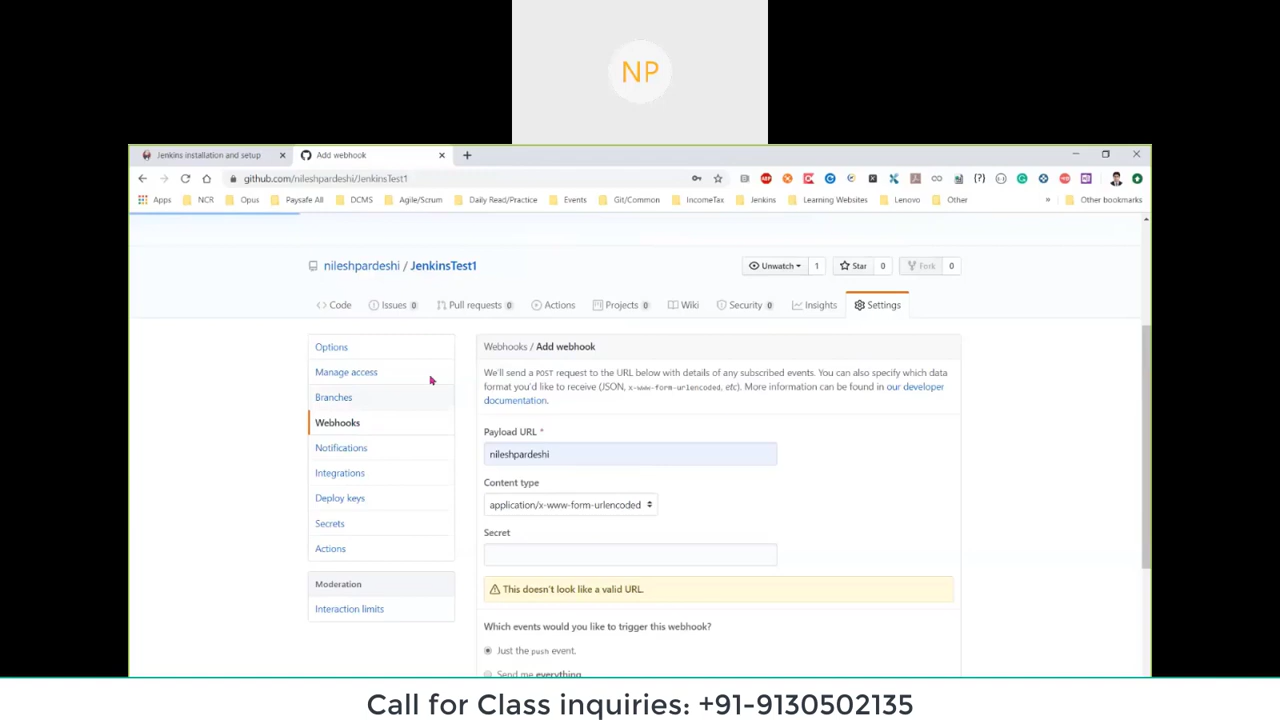 NP
Jenkins installation and setup
Add webhook
github.com/nileshpardeshi/JenkinsTest1
Apps NCR Opus Paysafe All DCMS Agile/Scrum Daily Read/Practice Events Git/Common IncomeTax Jenkins Learning Websites Lenovo Other » Other bookmarks
nileshpardeshi / JenkinsTest1
Unwatch 1 Star 0 Fork 0
Code Issues 0 Pull requests 0 Actions Projects 0 Wiki Security 0 Insights Settings
Options
Manage access
Branches
Webhooks
Notifications
Integrations
Deploy keys
Secrets
Actions
Moderation
Interaction limits
Webhooks / Add webhook
We'll send a POST request to the URL below with details of any subscribed events. You can also specify which data
format you'd like to receive (JSON, x-www-form-urlencoded, etc). More information can be found in our developer
documentation.
Payload URL *
nileshpardeshi
Content type
application/x-www-form-urlencoded
Secret
This doesn't look like a valid URL.
Which events would you like to trigger this webhook?
Just the push event.
Send me everything.
Call for Class inquiries: +91-9130502135